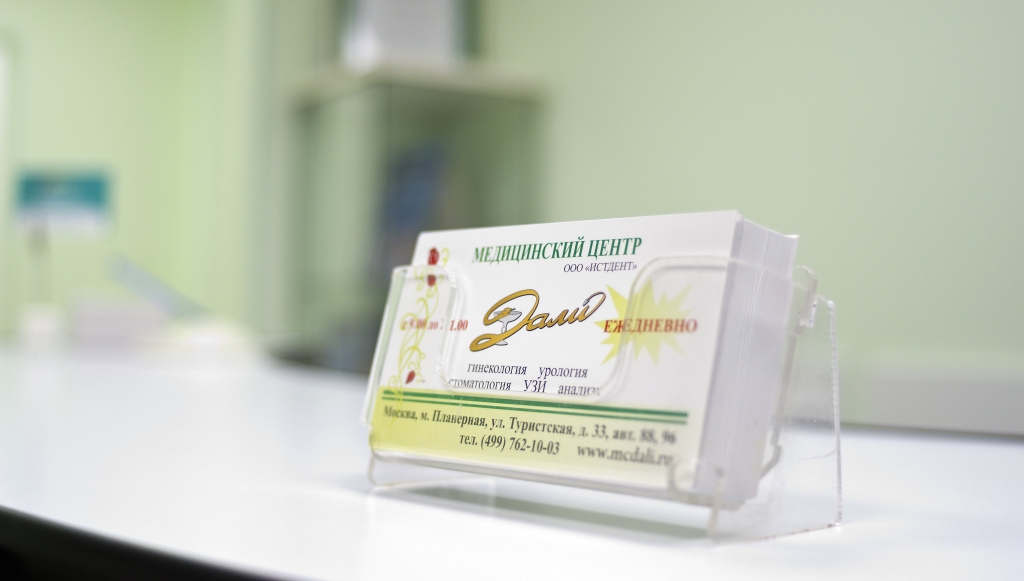 МЕДИЦИНСКИЙ ЦЕНТР
ООО «ИСТДЕНТ»
Дали
ЕЖЕДНЕВНО
гинекология урология
стоматология УЗИ анализы
Москва, м. Планерная, ул. Туристская, д. 33, авт. 88, 96
тел. (499) 762-10-03 www.mcdali.ru